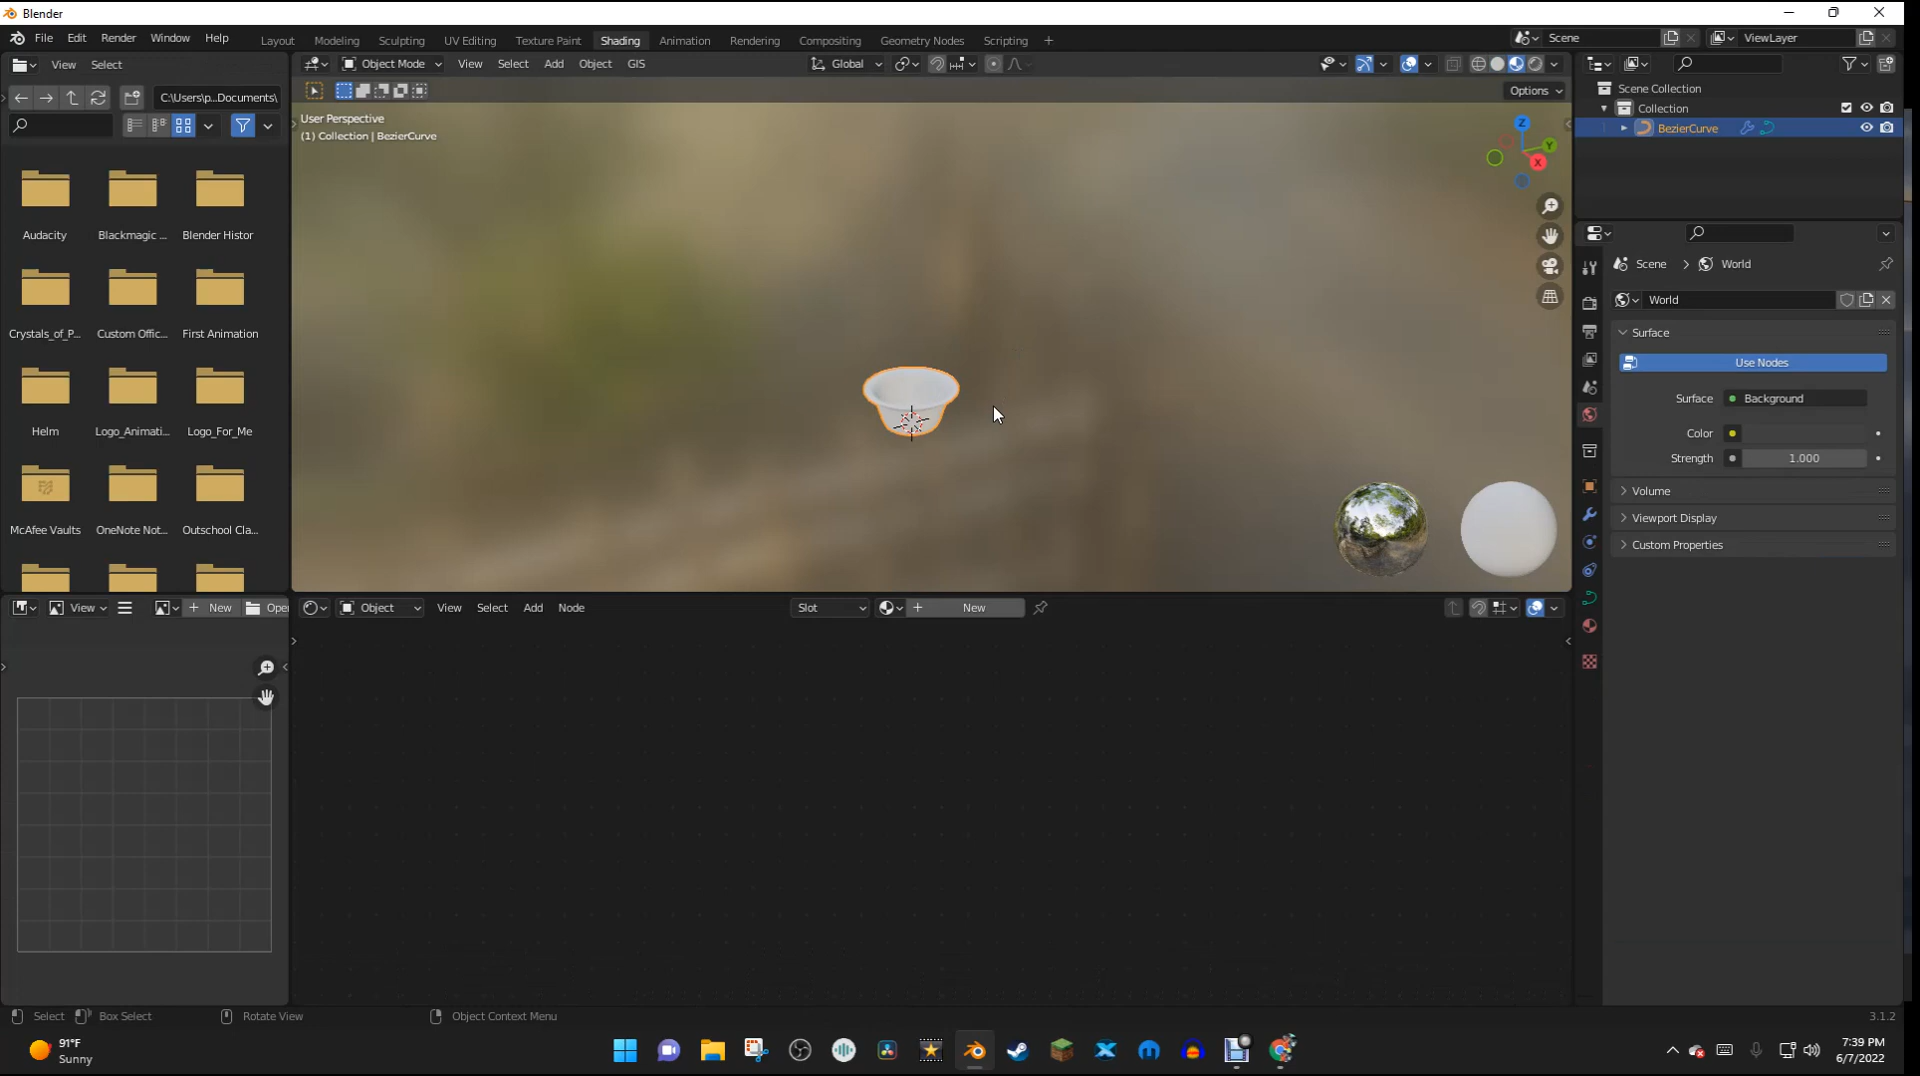 Blender
File Edit Render Window Help
Layout Modeling Sculpting UV Editing Texture Paint Shading Animation Rendering Compositing Geometry Nodes Scripting +
Scene
ViewLayer
View Select
Object Mode View Select Add Object GIS
Global
C:\Users\p...Documents\
Options
User Perspective
(1) Collection | BezierCurve
Z
Y
X
Scene Collection
Collection
BezierCurve
Audacity Blackmagic ... Blender Histor
Crystals_of_P... Custom Offic... First Animation
Helm Logo_Animati... Logo_For_Me
McAfee Vaults OneNote Not... Outschool Cla...
Scene > World
World
Surface
Use Nodes
Surface Background
Color
Strength 1.000
Volume
Viewport Display
Custom Properties
View + New Open
Object View Select Add Node
Slot + New
Select Box Select Rotate View Object Context Menu
3.1.2
91°F
Sunny
7:39 PM
6/7/2022